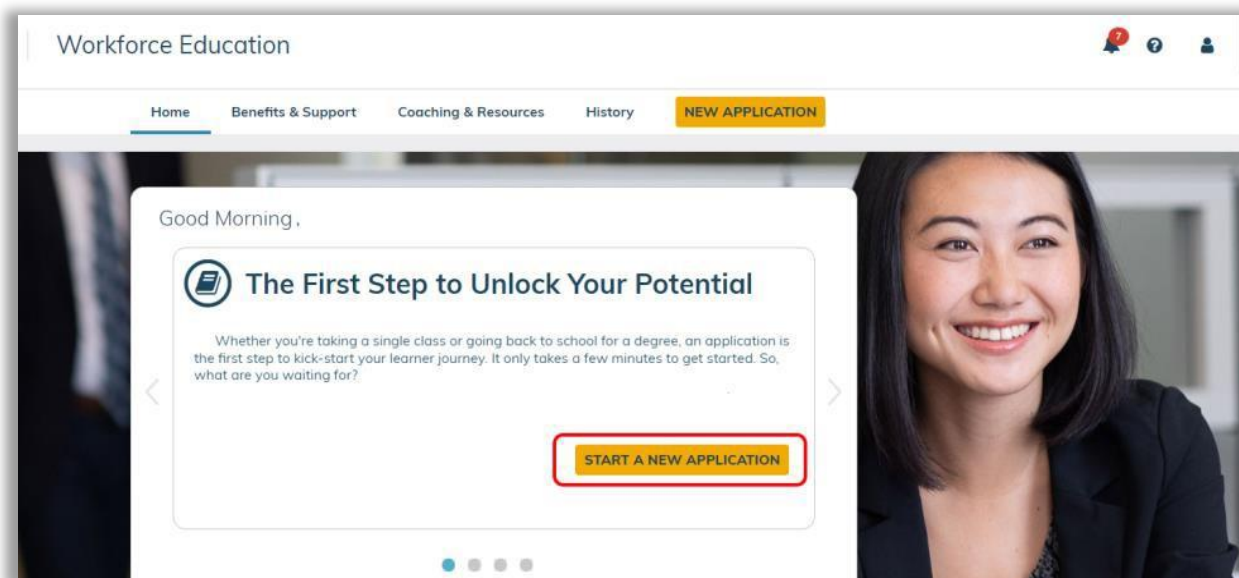 Workforce Education
7
Home Benefits & Support Coaching & Resources History NEW APPLICATION
Good Morning,
The First Step to Unlock Your Potential
Whether you're taking a single class or going back to school for a degree, an application is
the first step to kick-start your learner journey. It only takes a few minutes to get started. So,
what are you waiting for?
START A NEW APPLICATION